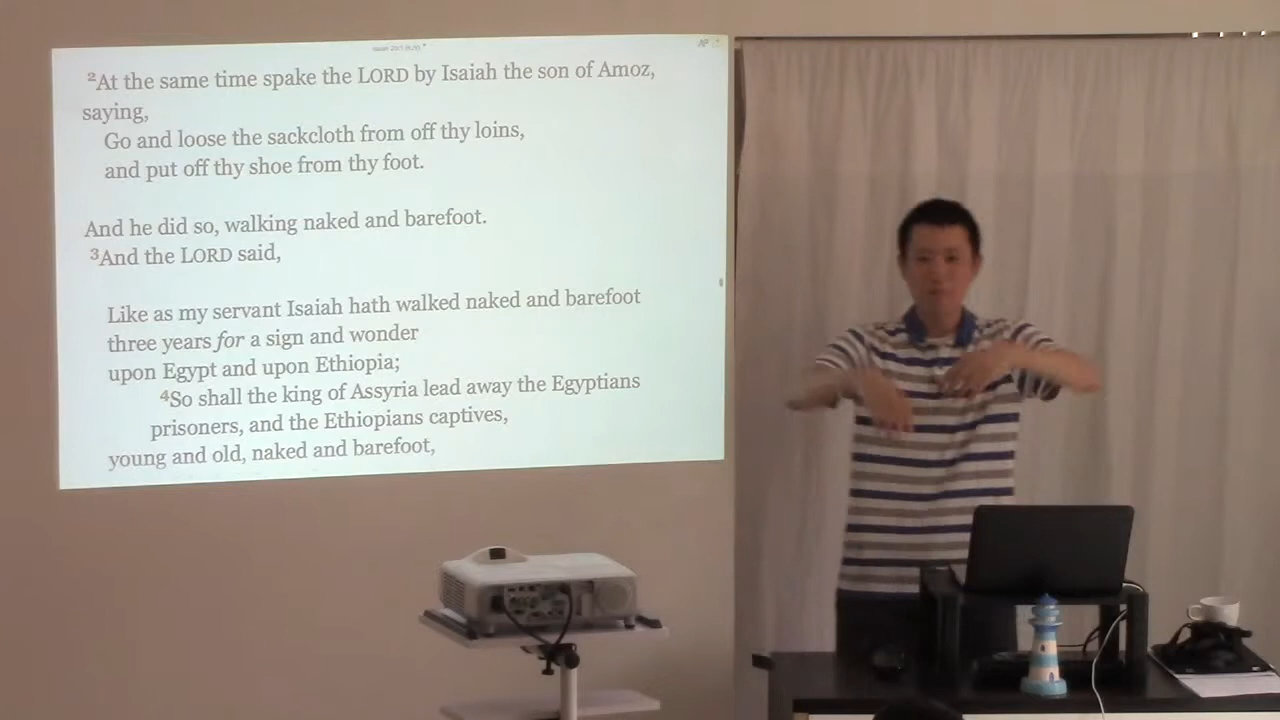 ²At the same time spake the LORD by Isaiah the son of Amoz,
saying,
Go and loose the sackcloth from off thy loins,
and put off thy shoe from thy foot.
And he did so, walking naked and barefoot.
³And the LORD said,
Like as my servant Isaiah hath walked naked and barefoot
three years for a sign and wonder
upon Egypt and upon Ethiopia;
⁴So shall the king of Assyria lead away the Egyptians
prisoners, and the Ethiopians captives,
young and old, naked and barefoot,